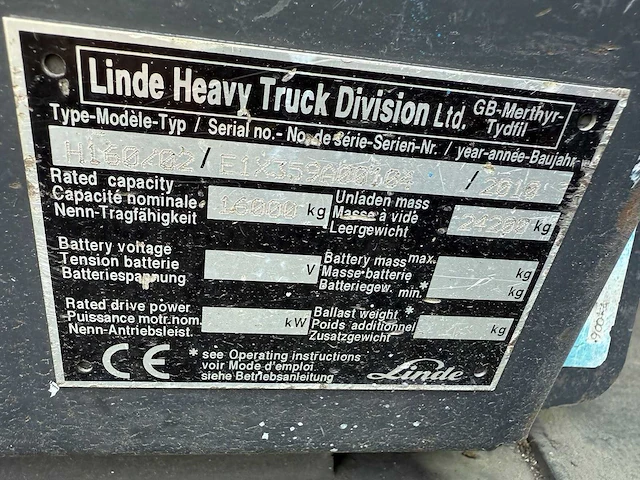 Linde Heavy Truck Division Ltd. GB-Merthyr-Tydfil
Type-Modèle-Typ / Serial no.- No. de série-Serien-Nr. / year-année-Baujahr
H160/02 / / 2010
Rated capacity
Capacité nominale
Nenn-Tragfähigkeit
16000 kg
Unladen mass
Masse à vide
Leergewicht
24200 kg
Battery voltage
Tension batterie
Batteriespannung
V
Battery mass max.
Masse-batterie
Batteriegew. min.*
kg
kg
Rated drive power
Puissance motr.nom.
Nenn-Antriebsleist.
kW
Ballast weight *
Poids additionnel
Zusatzgewicht
kg
CE
* see Operating instructions
voir Mode d'emploi
siehe Betriebsanleitung
Linde